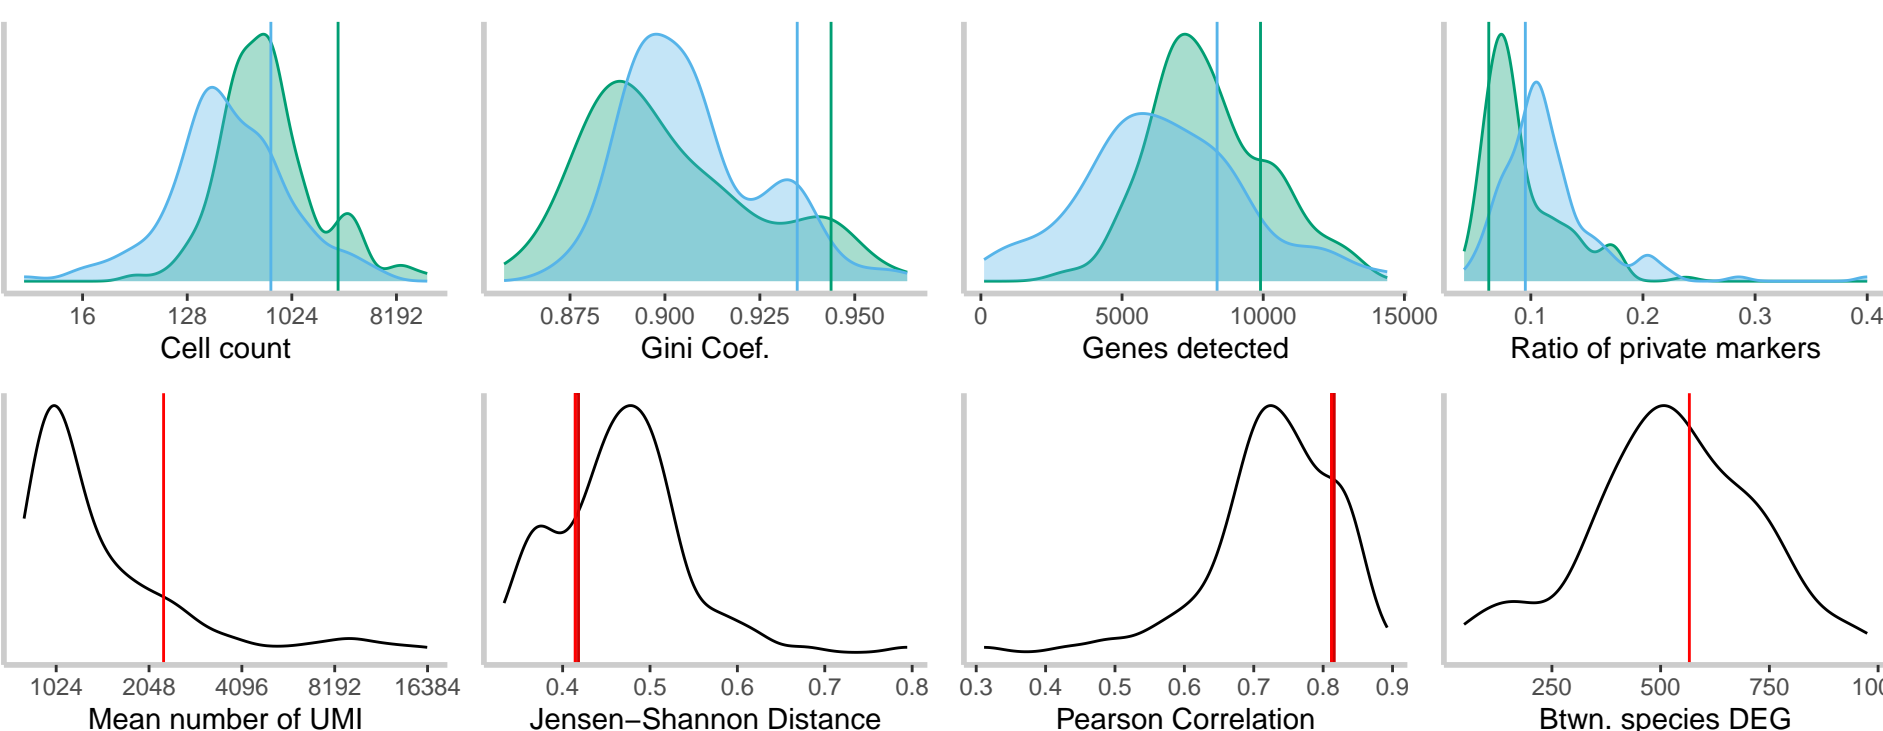 16 128 1024 8192
Cell count
0.875 0.900 0.925 0.950
Gini Coef.
0 5000 10000 15000
Genes detected
0.1 0.2 0.3 0.4
Ratio of private markers
1024 2048 4096 8192 16384
Mean number of UMI
0.4 0.5 0.6 0.7 0.8
Jensen−Shannon Distance
0.3 0.4 0.5 0.6 0.7 0.8 0.9
Pearson Correlation
250 500 750
Btwn. species DEG